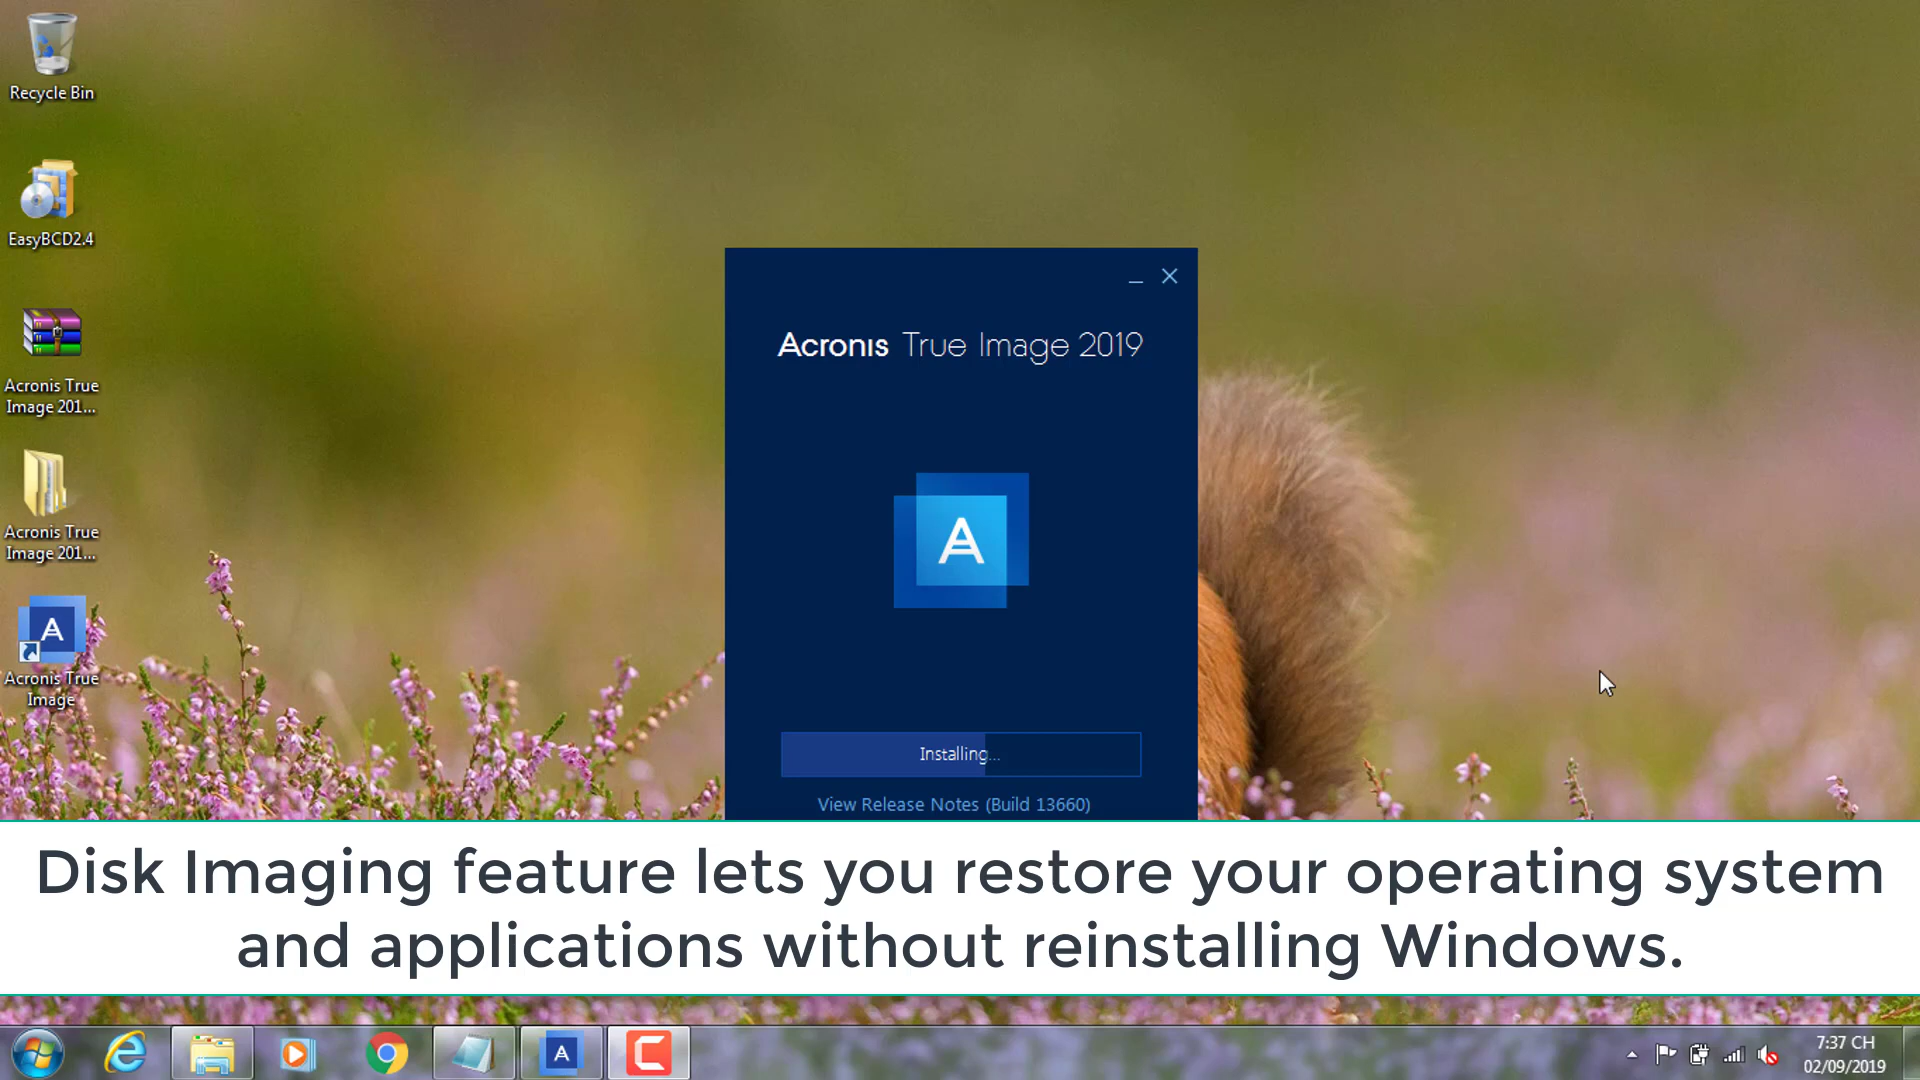 Recycle Bin
EasyBCD2.4
Acronis True
Image 201...
Acronis True
Image 201...
A
Acronis True
Image
Acronis True Image 2019
A
Installing...
View Release Notes (Build 13660)
Disk Imaging feature lets you restore your operating system
and applications without reinstalling Windows.
A
7:37 CH
02/09/2019